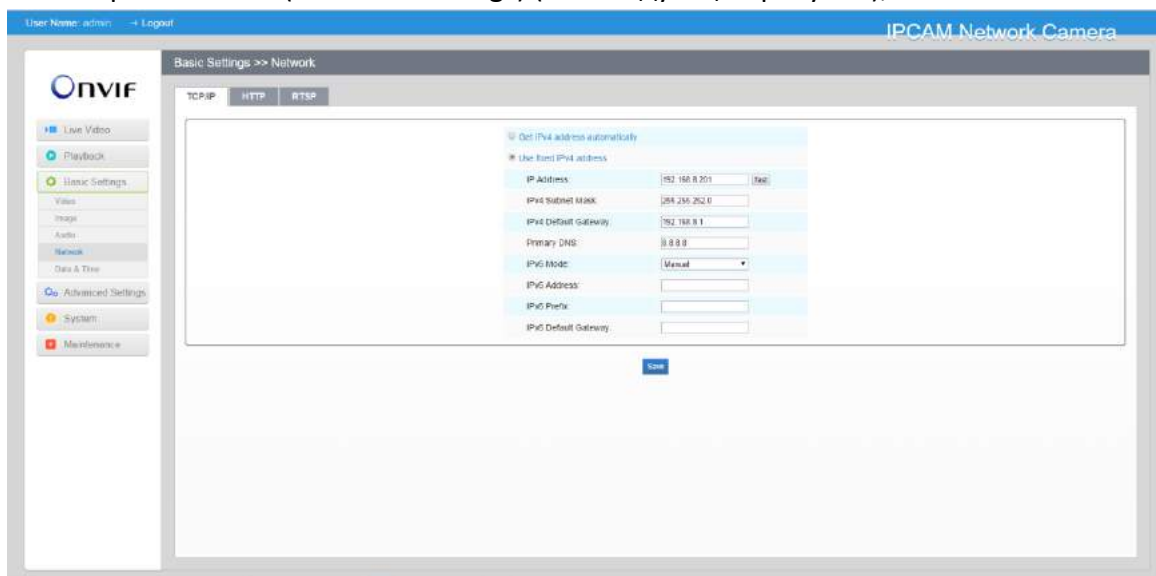 User Name: admin → Logout
IPCAM Network Camera
ONVIF
Basic Settings >> Network
TCP/IP HTTP RTSP
Live Video
Playback
Basic Settings
Video
Image
Audio
Network
Data & Time
Advanced Settings
System
Maintenance
Get IPv4 address automatically
Use fixed IPv4 address
IP Address: 192.168.8.201 Test
IPv4 Subnet Mask: 255.255.252.0
IPv4 Default Gateway: 192.168.8.1
Primary DNS: 8.8.8.8
IPv6 Mode: Manual
IPv6 Address:
IPv6 Prefix:
IPv6 Default Gateway:
Save